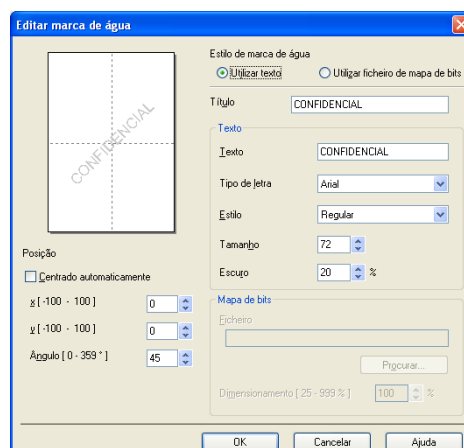 Editar marca de água
Estilo de marca de água
Utilizar texto
Utilizar ficheiro de mapa de bits
Título CONFIDENCIAL
Texto
Texto CONFIDENCIAL
Tipo de letra Arial
Estilo Regular
Tamanho 72
Escuro 20 %
CONFIDENCIAL
Posição
Centrado automaticamente
x [ -100 - 100 ] 0
y [ -100 - 100 ] 0
Ângulo [ 0 - 359 ° ] 45
Mapa de bits
Ficheiro
Procurar...
Dimensionamento [ 25 - 999 % ] 100 %
OK
Cancelar
Ajuda